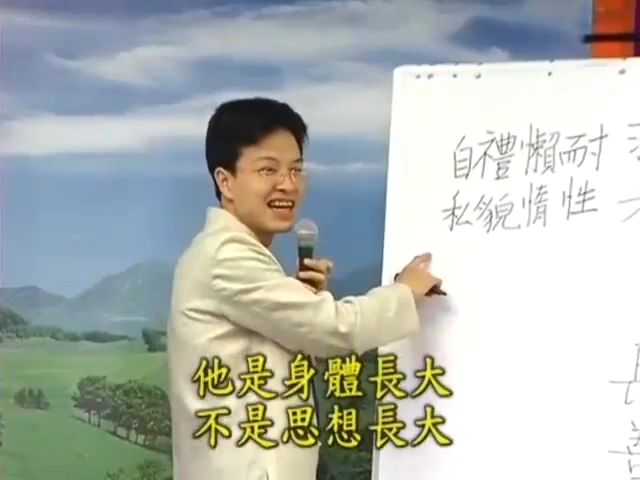 自禮懶耐
私貌惰性
他是身體長大
不是思想長大